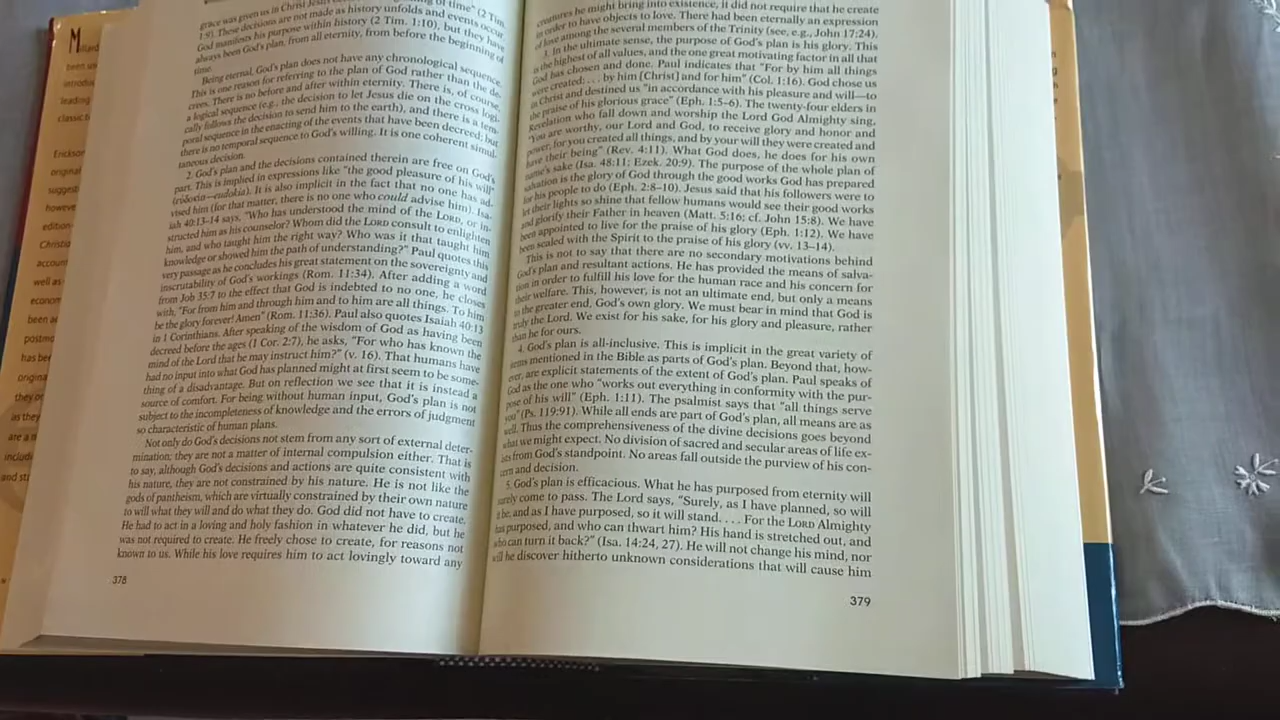 Millard
been us
introdu
leading
classic t
Erickson
original
suggest
however
edition
Christia
accoun
well as
econom
been a
postmo
has bee
origina
they or
as they
are a n
includi
and str
grace was given us in Christ Jesus of time" (2 Tim.
1:9). These decisions are not made as history unfolds and events occur.
God manifests his purpose within history (2 Tim. 1:10), but they have
always been God's plan, from all eternity, from before the beginning of
time.
Being eternal, God's plan does not have any chronological sequence.
This is one reason for referring to the plan of God rather than the de-
crees. There is no before and after within eternity. There is, of course,
a logical sequence (e.g., the decision to let Jesus die on the cross logi-
cally follows the decision to send him to the earth), and there is a tem-
poral sequence in the enacting of the events that have been decreed; but
there is no temporal sequence to God's willing. It is one coherent simul-
taneous decision.
2. God's plan and the decisions contained therein are free on God's
part. This is implied in expressions like "the good pleasure of his will"
(εὐδοκία—eudokia). It is also implicit in the fact that no one has ad-
vised him (for that matter, there is no one who could advise him). Isa-
iah 40:13–14 says, "Who has understood the mind of the LORD, or in-
structed him as his counselor? Whom did the LORD consult to enlighten
him, and who taught him the right way? Who was it that taught him
knowledge or showed him the path of understanding?" Paul quotes this
very passage as he concludes his great statement on the sovereignty and
inscrutability of God's workings (Rom. 11:34). After adding a word
from Job 35:7 to the effect that God is indebted to no one, he closes
with, "For from him and through him and to him are all things. To him
be the glory forever! Amen" (Rom. 11:36). Paul also quotes Isaiah 40:13
in 1 Corinthians. After speaking of the wisdom of God as having been
decreed before the ages (1 Cor. 2:7), he asks, "For who has known the
mind of the Lord that he may instruct him?" (v. 16). That humans have
had no input into what God has planned might at first seem to be some-
thing of a disadvantage. But on reflection we see that it is instead a
source of comfort. For being without human input, God's plan is not
subject to the incompleteness of knowledge and the errors of judgment
so characteristic of human plans.
Not only do God's decisions not stem from any sort of external deter-
mination; they are not a matter of internal compulsion either. That is
to say, although God's decisions and actions are quite consistent with
his nature, they are not constrained by his nature. He is not like the
gods of pantheism, which are virtually constrained by their own nature
to will what they will and do what they do. God did not have to create.
He had to act in a loving and holy fashion in whatever he did, but he
was not required to create. He freely chose to create, for reasons not
known to us. While his love requires him to act lovingly toward any
378
creatures he might bring into existence, it did not require that he create
in order to have objects to love. There had been eternally an expression
of love among the several members of the Trinity (see, e.g., John 17:24).
3. In the ultimate sense, the purpose of God's plan is his glory. This
is the highest of all values, and the one great motivating factor in all that
God has chosen and done. Paul indicates that "For by him all things
were created: . . . by him [Christ] and for him" (Col. 1:16). God chose us
in Christ and destined us "in accordance with his pleasure and will—to
the praise of his glorious grace" (Eph. 1:5–6). The twenty-four elders in
Revelation who fall down and worship the Lord God Almighty sing,
"You are worthy, our Lord and God, to receive glory and honor and
power, for you created all things, and by your will they were created and
have their being" (Rev. 4:11). What God does, he does for his own
name's sake (Isa. 48:11; Ezek. 20:9). The purpose of the whole plan of
salvation is the glory of God through the good works God has prepared
for his people to do (Eph. 2:8–10). Jesus said that his followers were to
let their lights so shine that fellow humans would see their good works
and glorify their Father in heaven (Matt. 5:16; cf. John 15:8). We have
been appointed to live for the praise of his glory (Eph. 1:12). We have
been sealed with the Spirit to the praise of his glory (vv. 13–14).
This is not to say that there are no secondary motivations behind
God's plan and resultant actions. He has provided the means of salva-
tion in order to fulfill his love for the human race and his concern for
their welfare. This, however, is not an ultimate end, but only a means
to the greater end, God's own glory. We must bear in mind that God is
truly the Lord. We exist for his sake, for his glory and pleasure, rather
than he for ours.
4. God's plan is all-inclusive. This is implicit in the great variety of
items mentioned in the Bible as parts of God's plan. Beyond that, how-
ever, are explicit statements of the extent of God's plan. Paul speaks of
God as the one who "works out everything in conformity with the pur-
pose of his will" (Eph. 1:11). The psalmist says that "all things serve
you" (Ps. 119:91). While all ends are part of God's plan, all means are as
well. Thus the comprehensiveness of the divine decisions goes beyond
what we might expect. No division of sacred and secular areas of life ex-
ists from God's standpoint. No areas fall outside the purview of his con-
cern and decision.
5. God's plan is efficacious. What he has purposed from eternity will
surely come to pass. The Lord says, "Surely, as I have planned, so will
it be, and as I have purposed, so it will stand. . . . For the LORD Almighty
has purposed, and who can thwart him? His hand is stretched out, and
who can turn it back?" (Isa. 14:24, 27). He will not change his mind, nor
will he discover hitherto unknown considerations that will cause him
379